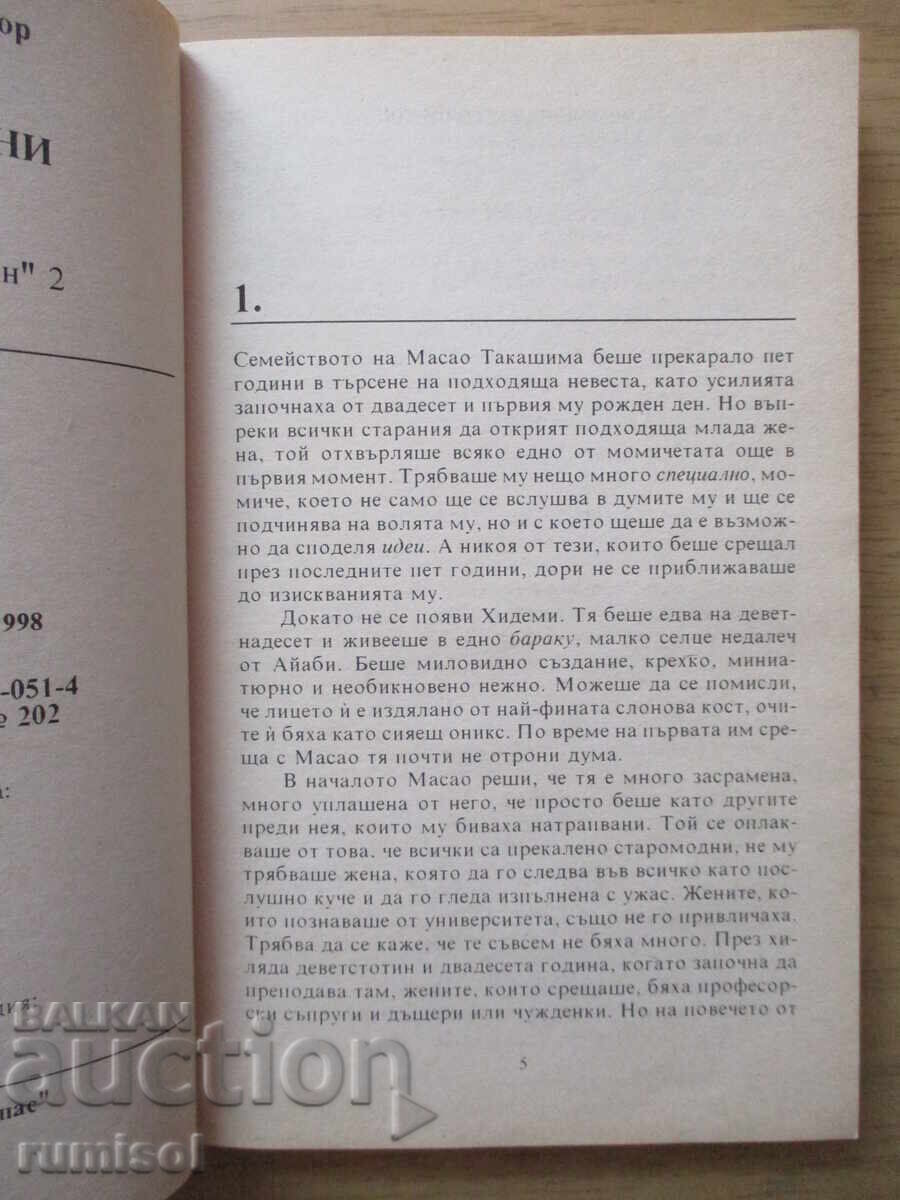 ор
НИ
н" 2
1998
-051-4
№ 202
а:
ция:
пас"
1.
Семейството на Масао Такашима беше прекарало пет
години в търсене на подходяща невеста, като усилията
започнаха от двадесет и първия му рожден ден. Но въп-
реки всички старания да открият подходяща млада же-
на, той отхвърляше всяко едно от момичетата още в
първия момент. Трябваше му нещо много специално, мо-
миче, което не само ще се вслушва в думите му и ще се
подчинява на волята му, но и с което щеше да е възмож-
но да споделя идеи. А никоя от тези, които беше срещал
през последните пет години, дори не се приближаваше
до изискванията му.
Докато не се появи Хидеми. Тя беше едва на девет-
надесет и живееше в едно бараку, малко селце недалеч
от Айаби. Беше миловидно създание, крехко, миниа-
тюрно и необикновено нежно. Можеше да се помисли,
че лицето ѝ е издялано от най-фината слонова кост, очи-
те ѝ бяха като сияещ оникс. По време на първата им сре-
ща с Масао тя почти не отрони дума.
В началото Масао реши, че тя е много засрамена,
много уплашена от него, че просто беше като другите
преди нея, които му биваха натрапвани. Той се оплак-
ваше от това, че всички са прекалено старомодни, не му
трябваше жена, която да го следва във всичко като пос-
лушно куче и да го гледа изпълнена с ужас. Жените, ко-
ито познаваше от университета, също не го привличаха.
Трябва да се каже, че те съвсем не бяха много. През хи-
ляда деветстотин и двадесета година, когато започна да
преподава там, жените, които срещаше, бяха професор-
ски съпруги и дъщери или чужденки. Но на повечето от
5
BALKAN
auction
rumisol